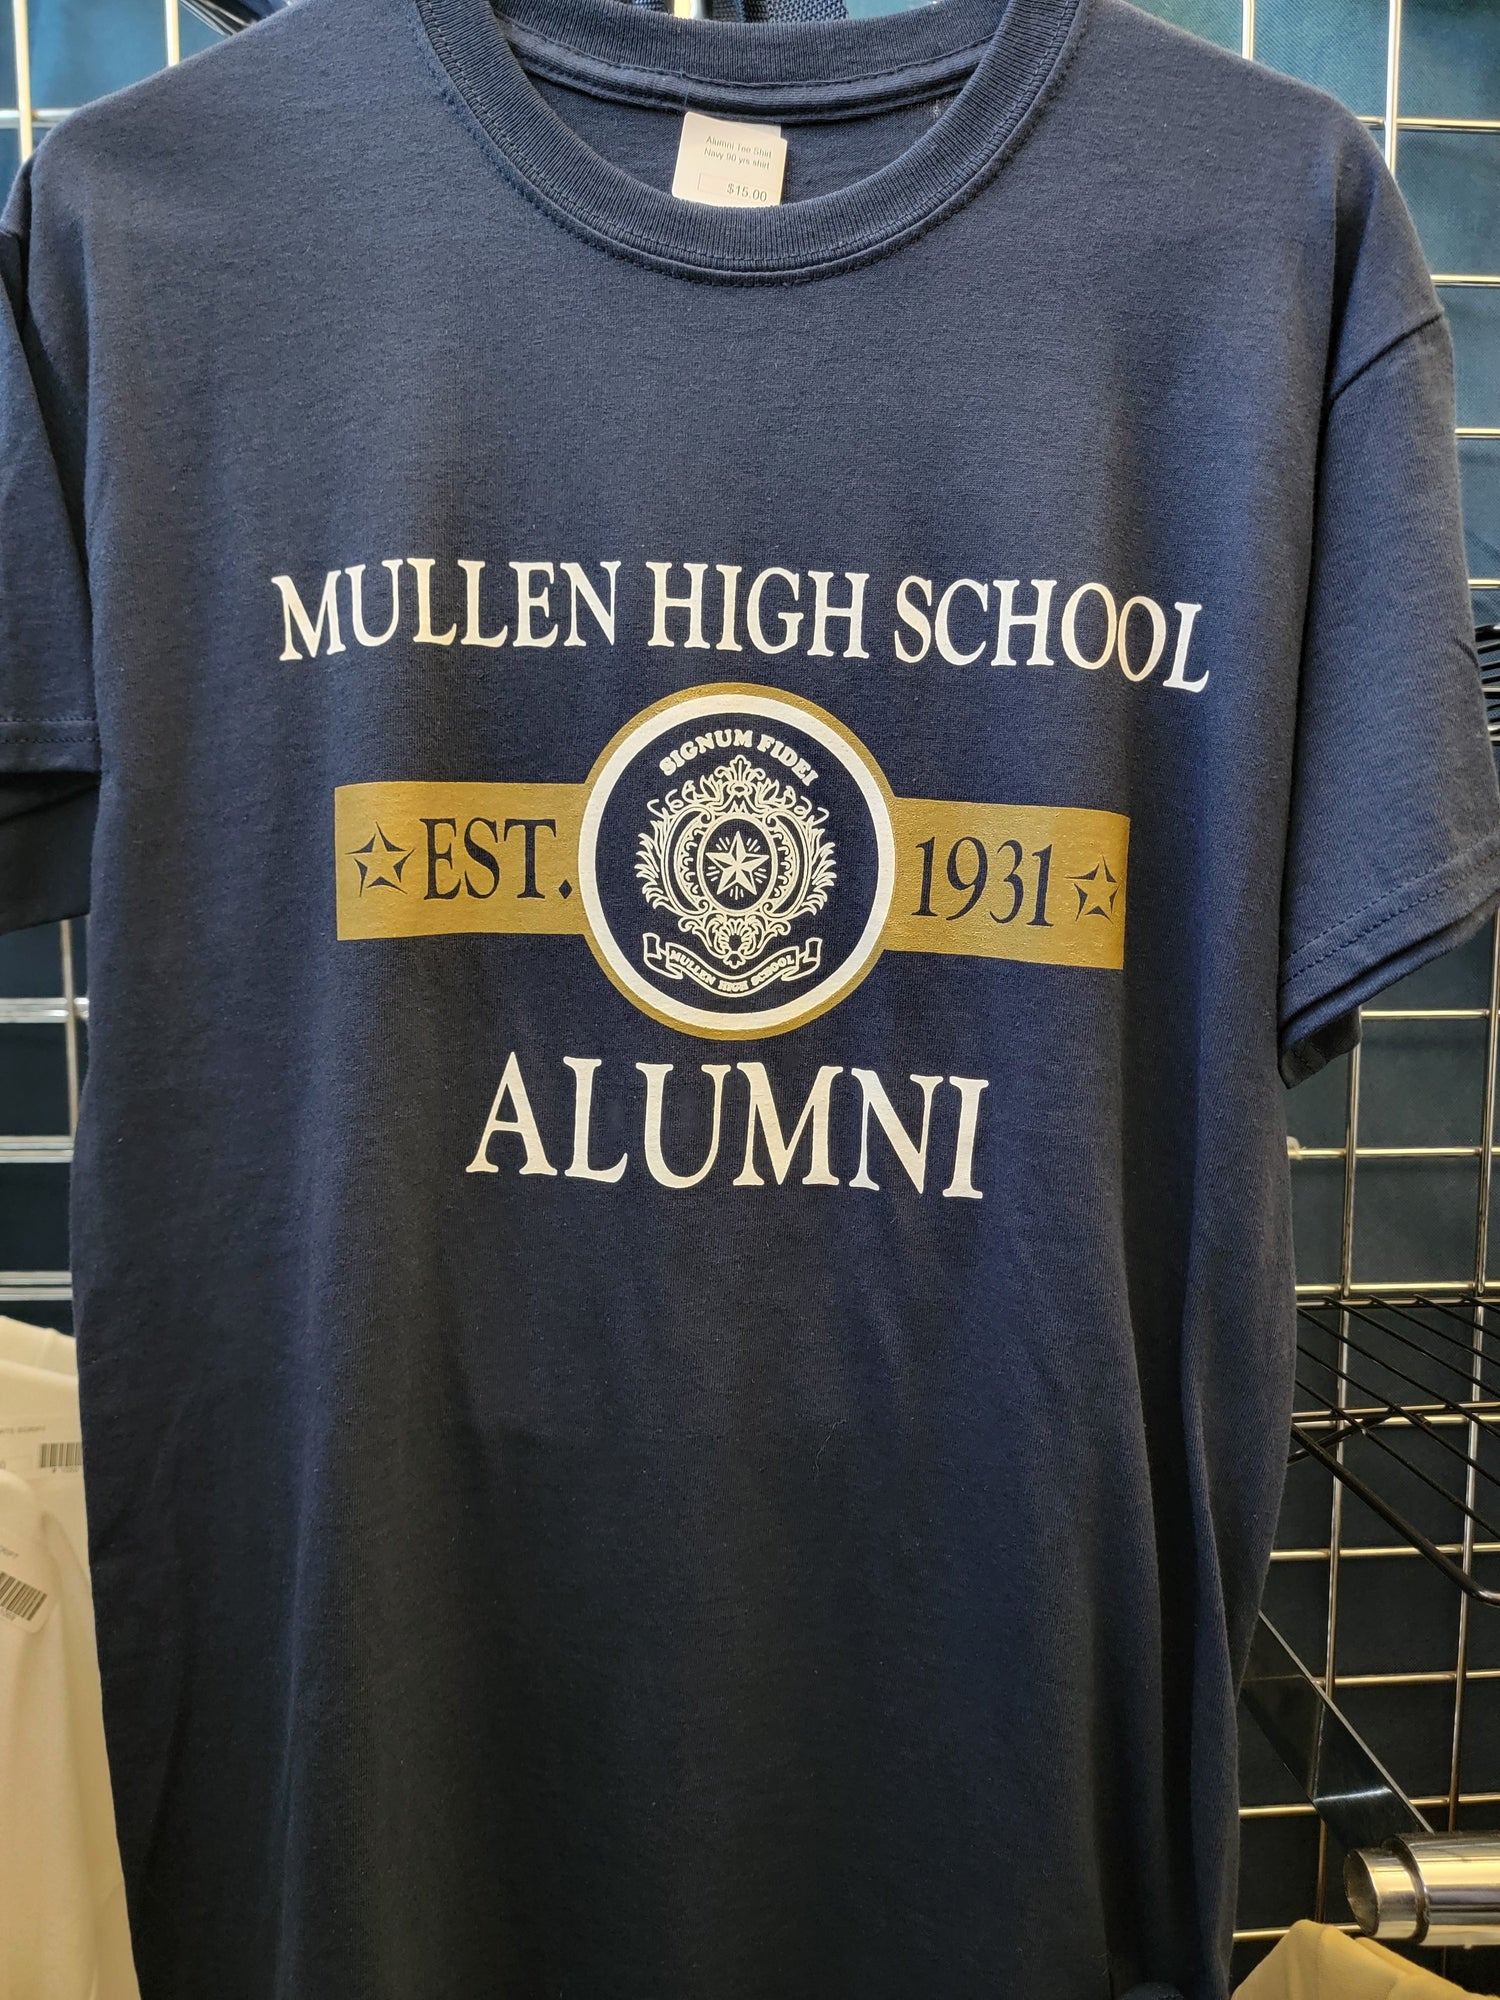 Alumni Tee Shirt
Navy 90 yrs shirt
$15.00
MULLEN HIGH SCHOOL
SIGNUM FIDEI
EST.
1931
MULLEN HIGH SCHOOL
ALUMNI